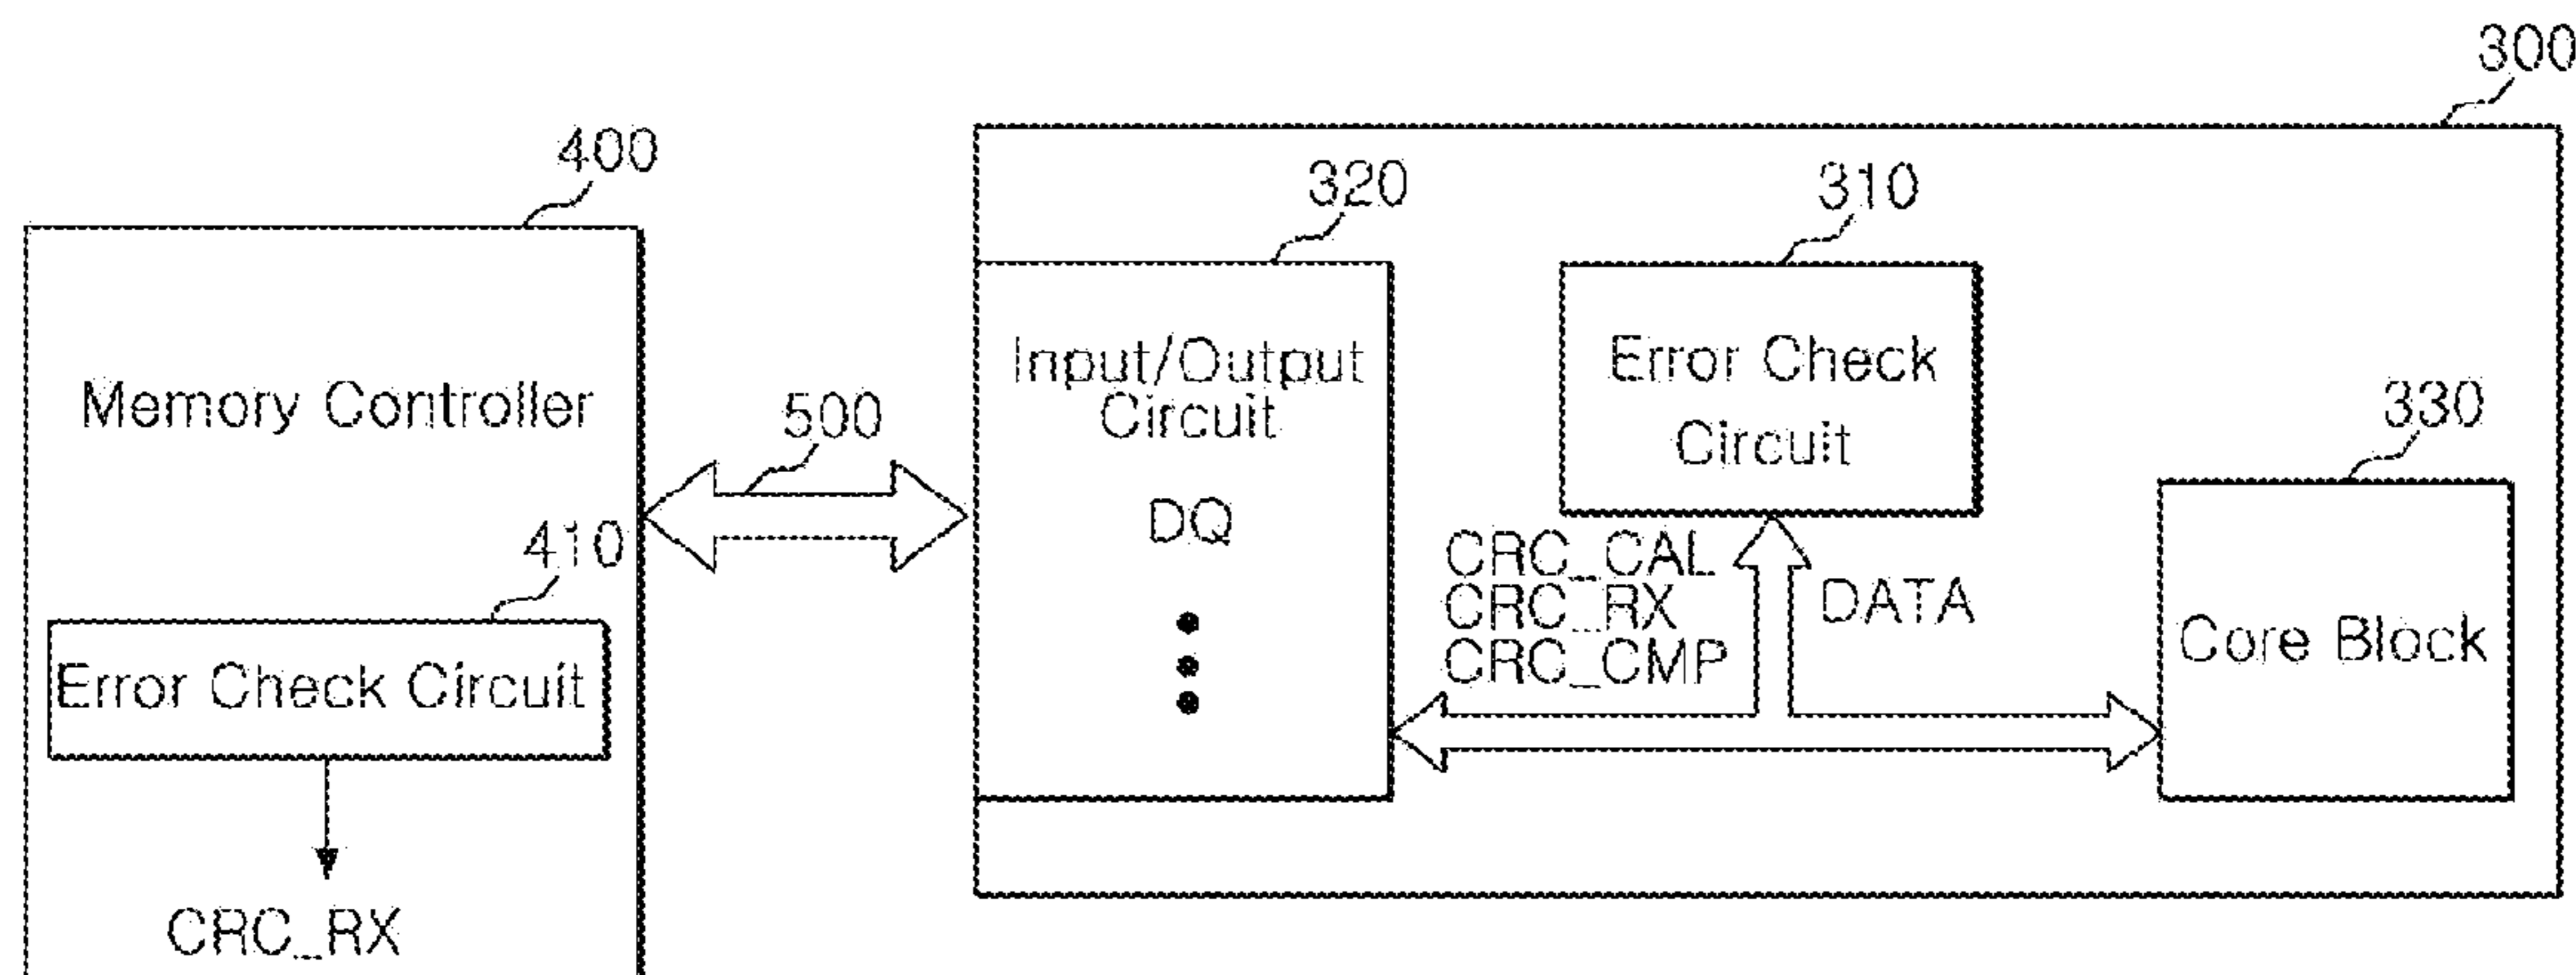 300
400
320
310
Input/Output
Circuit
Error Check
Circuit
Memory Controller
500
330
DQ
410
CRC_CAL
CRC_RX
CRC_CMP
DATA
Core Block
Error Check Circuit
CRC_RX